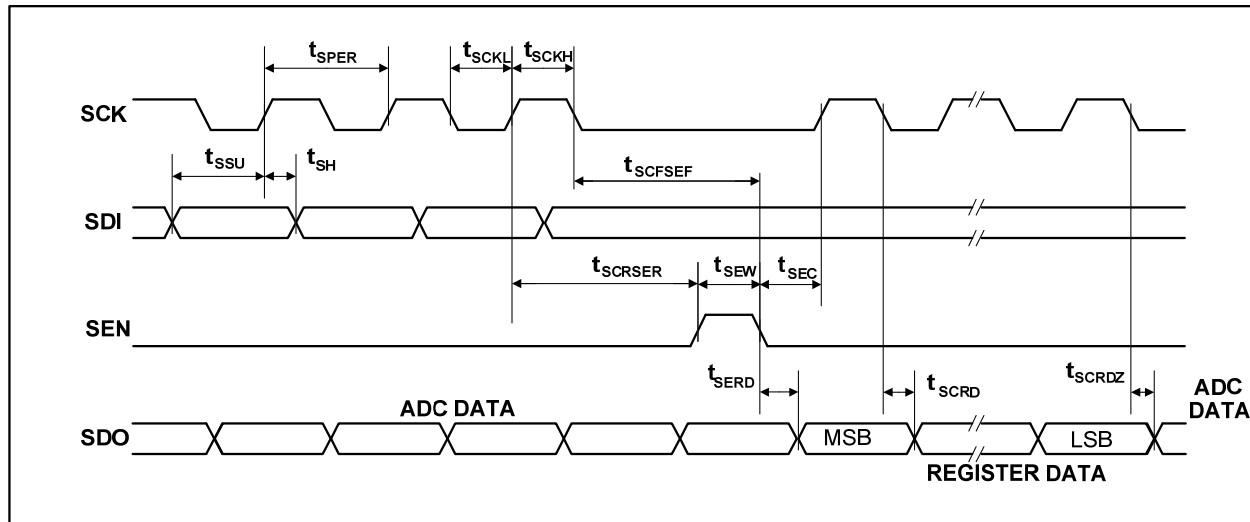 tSPER
tSCKL
tSCKH
SCK
tSSU
tSH
tSCFSEF
SDI
tSCRSER
tSEW
tSEC
SEN
tSERD
tSCRD
tSCRDZ
ADC
DATA
ADC DATA
SDO
MSB
LSB
REGISTER DATA